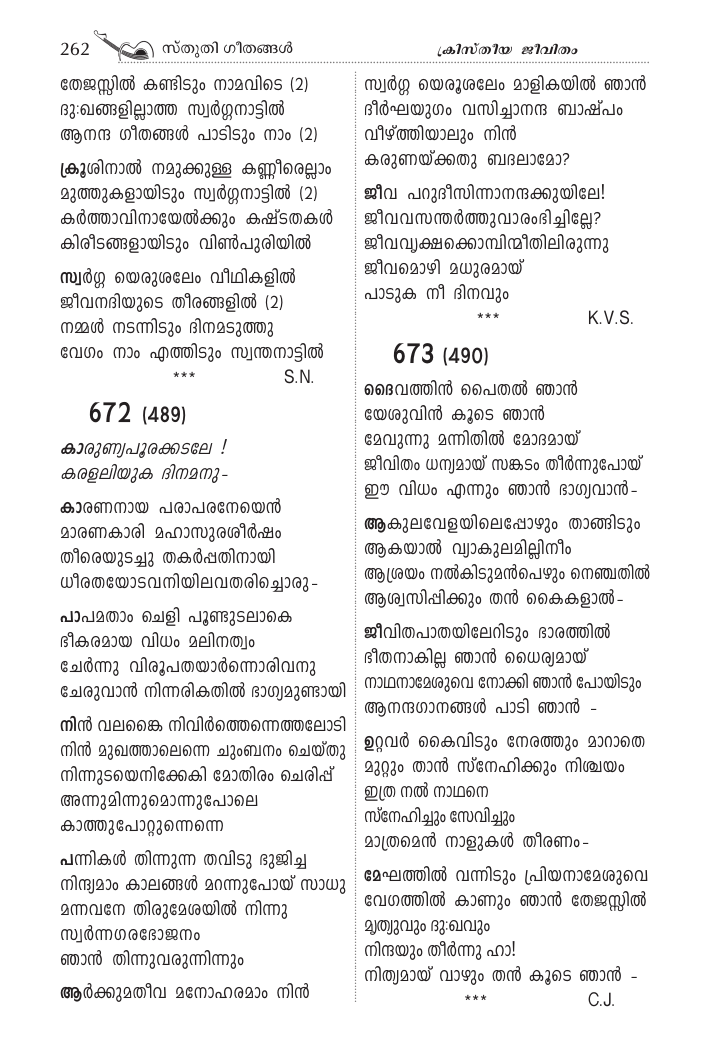 262 സ്തുതി ഗീതങ്ങൾ
ക്രിസ്തീയ ജീവിതം
തേജസ്സിൽ കണ്ടിടും നാമവിടെ (2)
ദു:ഖങ്ങളില്ലാത്ത സ്വർഗ്ഗനാട്ടിൽ
ആനന്ദ ഗീതങ്ങൾ പാടിടും നാം (2)
ക്രൂശിനാൽ നമുക്കുള്ള കണ്ണീരെല്ലാം
മുത്തുകളായിടും സ്വർഗ്ഗനാട്ടിൽ (2)
കർത്താവിനായേൽക്കും കഷ്ടതകൾ
കിരീടങ്ങളായിടും വിൺപുരിയിൽ
സ്വർഗ്ഗ യെരുശലേം വീഥികളിൽ
ജീവനദിയുടെ തീരങ്ങളിൽ (2)
നമ്മൾ നടന്നിടും ദിനമടുത്തു
വേഗം നാം എത്തിടും സ്വന്തനാട്ടിൽ
*** S.N.
672 (489)
കാരുണ്യപൂരക്കടലേ !
കരളലിയുക ദിനമനു-
കാരണനായ പരാപരനേയെൻ
മാരണകാരി മഹാസുരശീർഷം
തീരെയുടച്ചു തകർപ്പതിനായി
ധീരതയോടവനിയിലവതരിച്ചൊരു-
പാപമതാം ചെളി പൂണ്ടുടലാകെ
ഭീകരമായ വിധം മലിനത്വം
ചേർന്നു വിരൂപതയാർന്നൊരിവനു
ചേരുവാൻ നിന്നരികതിൽ ഭാഗ്യമുണ്ടായി
നിൻ വലങ്കൈ നിവിർത്തെന്നെത്തലോടി
നിൻ മുഖത്താലെന്നെ ചുംബനം ചെയ്തു
നിന്നുടയെനിക്കേകി മോതിരം ചെരിപ്പ്
അന്നുമിന്നുമൊന്നുപോലെ
കാത്തുപോറ്റുന്നെന്നെ
പന്നികൾ തിന്നുന്ന തവിടു ഭുജിച്ച
നിന്ദ്യമാം കാലങ്ങൾ മറന്നുപോയ് സാധു
മന്നവനേ തിരുമേശയിൽ നിന്നു
സ്വർന്നഗരഭോജനം
ഞാൻ തിന്നുവരുന്നിന്നും
ആർക്കുമതീവ മനോഹരമാം നിൻ
സ്വർഗ്ഗ യെരൂശലേം മാളികയിൽ ഞാൻ
ദീർഘയുഗം വസിച്ചാനന്ദ ബാഷ്പം
വീഴ്ത്തിയാലും നിൻ
കരുണയ്ക്കതു ബദലാമോ?
ജീവ പറുദീസിന്നാനന്ദക്കുയിലേ!
ജീവവസന്തർത്തുവാരംഭിച്ചില്ലേ?
ജീവവൃക്ഷക്കൊമ്പിന്മീതിലിരുന്നു
ജീവമൊഴി മധുരമായ്
പാടുക നീ ദിനവും
*** K.V.S.
673 (490)
ദൈവത്തിൻ പൈതൽ ഞാൻ
യേശുവിൻ കൂടെ ഞാൻ
മേവുന്നു മന്നിതിൽ മോദമായ്
ജീവിതം ധന്യമായ് സങ്കടം തീർന്നുപോയ്
ഈ വിധം എന്നും ഞാൻ ഭാഗ്യവാൻ-
ആകുലവേളയിലെപ്പോഴും താങ്ങിടും
ആകയാൽ വ്യാകുലമില്ലിനീം
ആശ്രയം നൽകിടുമൻപെഴും നെഞ്ചതിൽ
ആശ്വസിപ്പിക്കും തൻ കൈകളാൽ-
ജീവിതപാതയിലേറിടും ഭാരത്തിൽ
ഭീതനാകില്ല ഞാൻ ധൈര്യമായ്
നാഥനാമേശുവെ നോക്കി ഞാൻ പോയിടും
ആനന്ദഗാനങ്ങൾ പാടി ഞാൻ -
ഉറ്റവർ കൈവിടും നേരത്തും മാറാതെ
മുറ്റും താൻ സ്നേഹിക്കും നിശ്ചയം
ഇത്ര നൽ നാഥനെ
സ്നേഹിച്ചും സേവിച്ചും
മാത്രമെൻ നാളുകൾ തീരണം-
മേഘത്തിൽ വന്നിടും പ്രിയനാമേശുവെ
വേഗത്തിൽ കാണും ഞാൻ തേജസ്സിൽ
മൃത്യുവും ദു:ഖവും
നിന്ദയും തീർന്നു ഹാ!
നിത്യമായ് വാഴും തൻ കൂടെ ഞാൻ -
*** C.J.